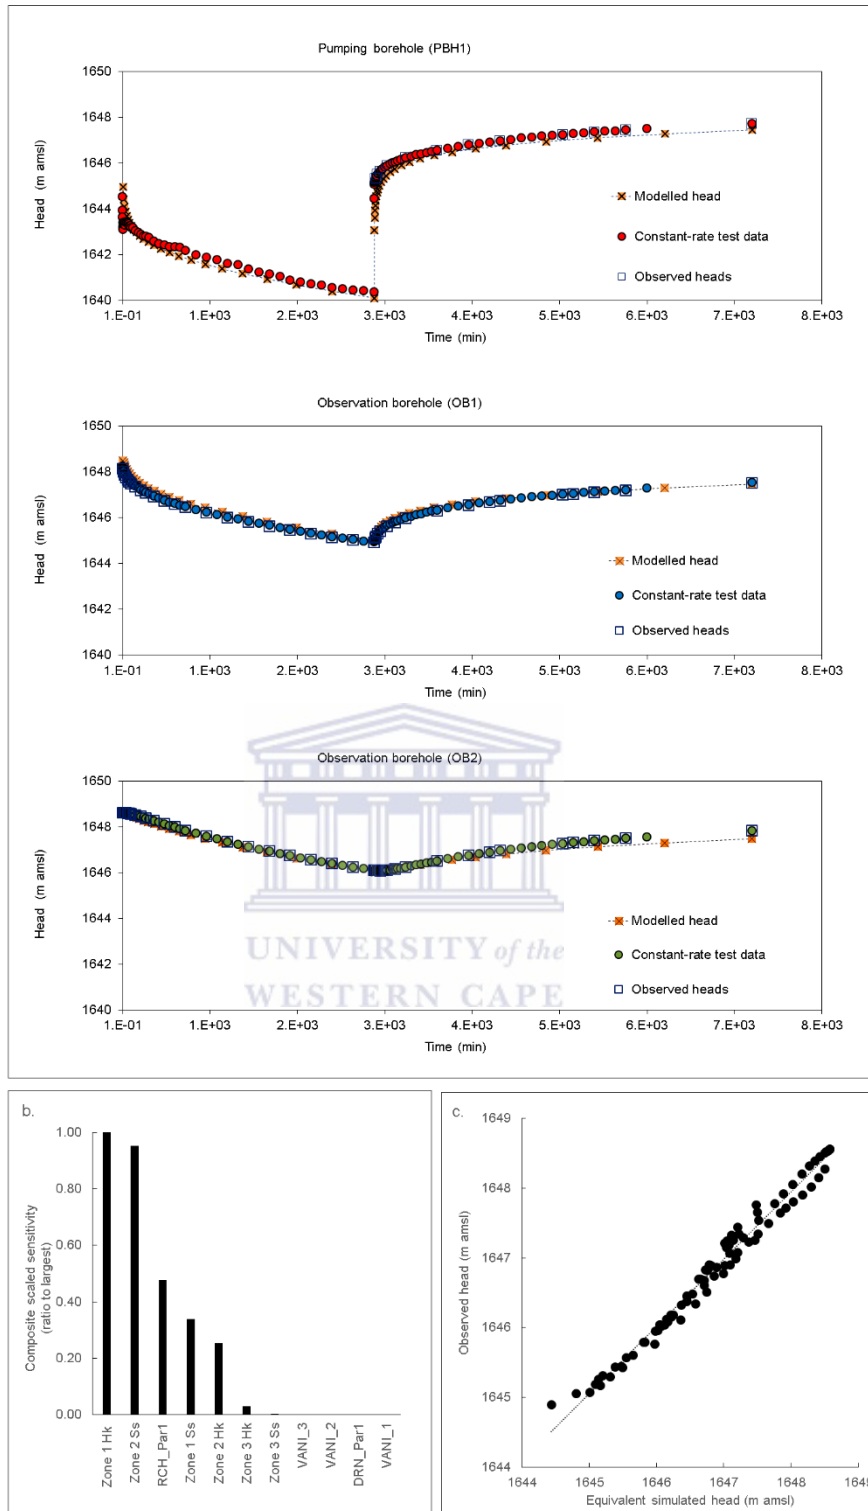 Pumping borehole (PBH1)
1650
1648
1646
1644
1642
1640
Head (m amsl)
1.E-01 1.E+03 2.E+03 3.E+03 4.E+03 5.E+03 6.E+03 7.E+03 8.E+03
Time (min)
Modelled head
Constant-rate test data
Observed heads
Observation borehole (OB1)
1650
1648
1646
1644
1642
1640
Head (m amsl)
1.E-01 1.E+03 2.E+03 3.E+03 4.E+03 5.E+03 6.E+03 7.E+03 8.E+03
Time (min)
Modelled head
Constant-rate test data
Observed heads
Observation borehole (OB2)
1650
1648
1646
1644
1642
1640
Head (m amsl)
1.E-01 1.E+03 2.E+03 3.E+03 4.E+03 5.E+03 6.E+03 7.E+03 8.E+03
Time (min)
Modelled head
Constant-rate test data
Observed heads
UNIVERSITY of the
WESTERN CAPE
b.
1.00
0.80
0.60
0.40
0.20
0.00
Composite scaled sensitivity
(ratio to largest)
Zone 1 Hk
Zone 2 Ss
RCH_Par1
Zone 1 Ss
Zone 2 Hk
Zone 3 Hk
Zone 3 Ss
VANI_3
VANI_2
DRN_Par1
VANI_1
c.
1649
1648
1647
1646
1645
1644
Observed head (m amsl)
1644 1645 1646 1647 1648 1649
Equivalent simulated head (m amsl)